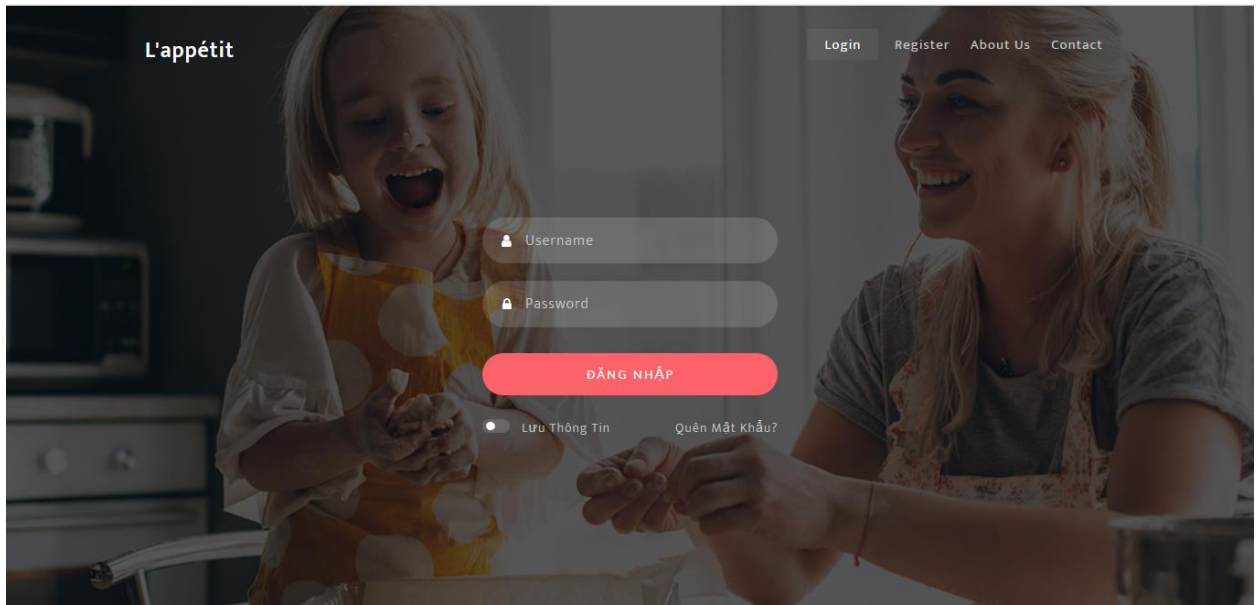 L'appétit
Login Register About Us Contact
Username
Password
ĐĂNG NHẬP
Lưu Thông Tin Quên Mật Khẩu?